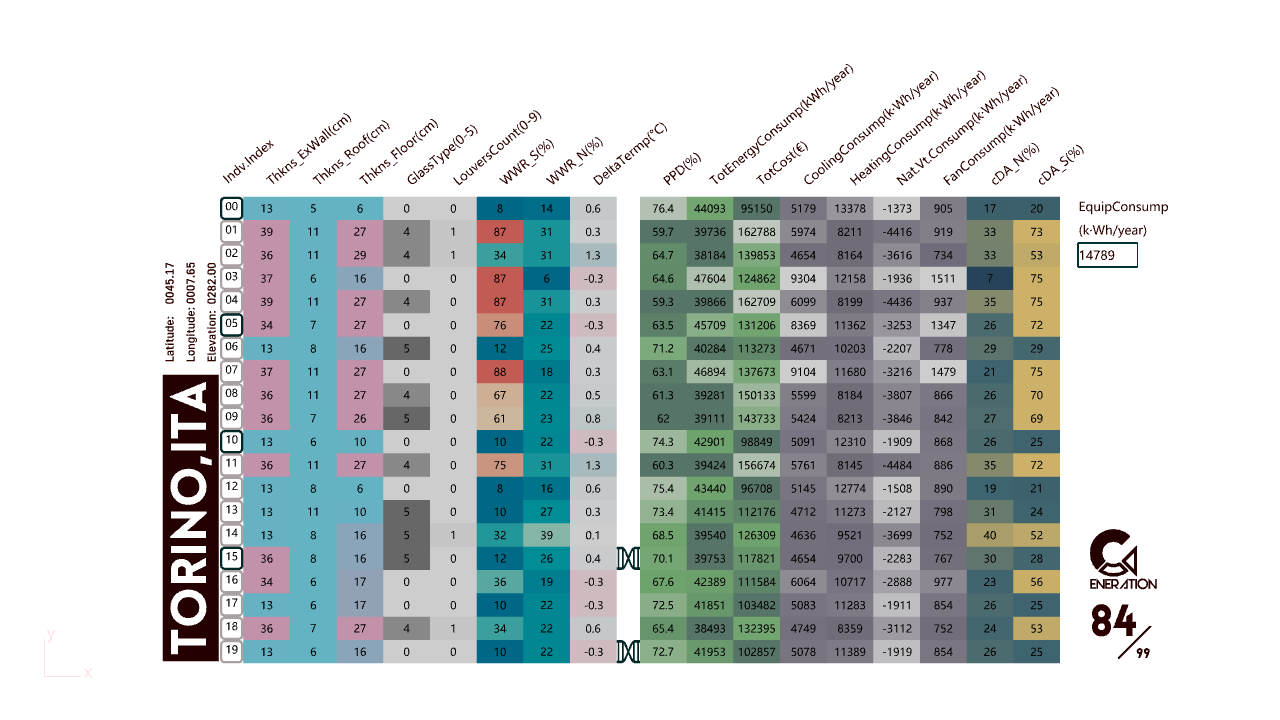 Indv.Index Thkns_ExWall(cm) Thkns_Roof(cm) Thkns_Floor(cm) GlassType(0-5) LouversCount(0-9) WWR_S(%) WWR_N(%) DeltaTermp(°C) PPD(%) TotEnergyConsump(kWh/year) TotCost(€) CoolingConsump(k·Wh/year) HeatingConsump(k·Wh/year) Nat.Vt.Consump(k·Wh/year) FanConsump(k·Wh/year) cDA_N(%) cDA_S(%)
00 13 5 6 0 0 8 14 0.6 76.4 44093 95150 5179 13378 -1373 905 17 20
01 39 11 27 4 1 87 31 0.3 59.7 39736 162788 5974 8211 -4416 919 33 73
02 36 11 29 4 1 34 31 1.3 64.7 38184 139853 4654 8164 -3616 734 33 53
03 37 6 16 0 0 87 6 -0.3 64.6 47604 124862 9304 12158 -1936 1511 7 75
04 39 11 27 4 0 87 31 0.3 59.3 39866 162709 6099 8199 -4436 937 35 75
05 34 7 27 0 0 76 22 -0.3 63.5 45709 131206 8369 11362 -3253 1347 26 72
06 13 8 16 5 0 12 25 0.4 71.2 40284 113273 4671 10203 -2207 778 29 29
07 37 11 27 0 0 88 18 0.3 63.1 46894 137673 9104 11680 -3216 1479 21 75
08 36 11 27 4 0 67 22 0.5 61.3 39281 150133 5599 8184 -3807 866 26 70
09 36 7 26 5 0 61 23 0.8 62 39111 143733 5424 8213 -3846 842 27 69
10 13 6 10 0 0 10 22 -0.3 74.3 42901 98849 5091 12310 -1909 868 26 25
11 36 11 27 4 0 75 31 1.3 60.3 39424 156674 5761 8145 -4484 886 35 72
12 13 8 6 0 0 8 16 0.6 75.4 43440 96708 5145 12774 -1508 890 19 21
13 13 11 10 5 0 10 27 0.3 73.4 41415 112176 4712 11273 -2127 798 31 24
14 13 8 16 5 1 32 39 0.1 68.5 39540 126309 4636 9521 -3699 752 40 52
15 36 8 16 5 0 12 26 0.4 70.1 39753 117821 4654 9700 -2283 767 30 28
16 34 6 17 0 0 36 19 -0.3 67.6 42389 111584 6064 10717 -2888 977 23 56
17 13 6 17 0 0 10 22 -0.3 72.5 41851 103482 5083 11283 -1911 854 26 25
18 36 7 27 4 1 34 22 0.6 65.4 38493 132395 4749 8359 -3112 752 24 53
19 13 6 16 0 0 10 22 -0.3 72.7 41953 102857 5078 11389 -1919 854 26 25
Latitude: 0045.17
Longitude: 0007.65
Elevation: 0282.00
TORINO,ITA
EquipConsump
(k·Wh/year)
14789
ENERATION
84/99
y
x